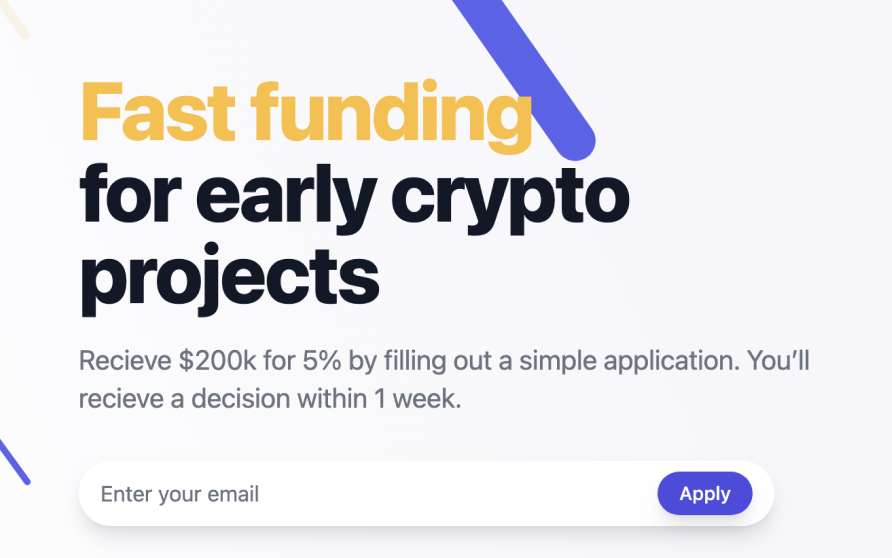 Fast funding
for early crypto
projects
Recieve $200k for 5% by filling out a simple application. You’ll
recieve a decision within 1 week.
Enter your email
Apply